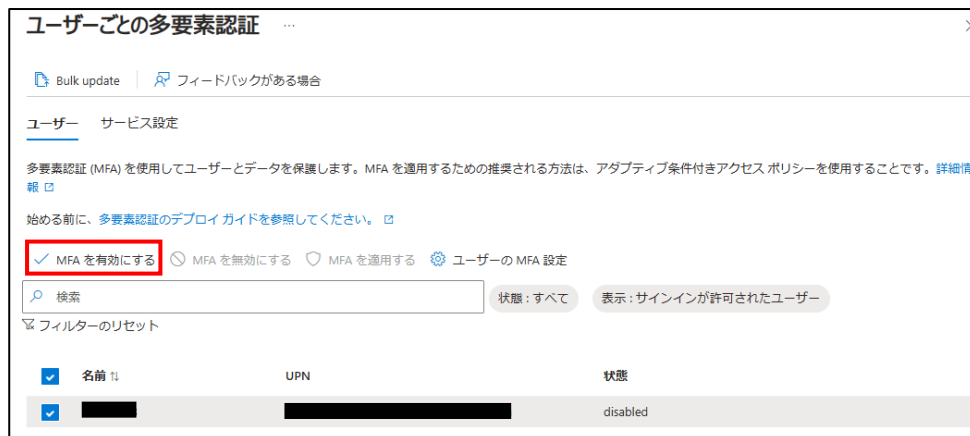 ユーザーごとの多要素認証 …
Bulk update フィードバックがある場合
ユーザー サービス設定
多要素認証 (MFA) を使用してユーザーとデータを保護します。MFA を適用するための推奨される方法は、アダプティブ条件付きアクセス ポリシーを使用することです。詳細情
報
始める前に、多要素認証のデプロイ ガイドを参照してください。
MFA を有効にする MFA を無効にする MFA を適用する ユーザーの MFA 設定
検索 状態 : すべて 表示 : サインインが許可されたユーザー
フィルターのリセット
名前 ↑↓ UPN 状態
disabled